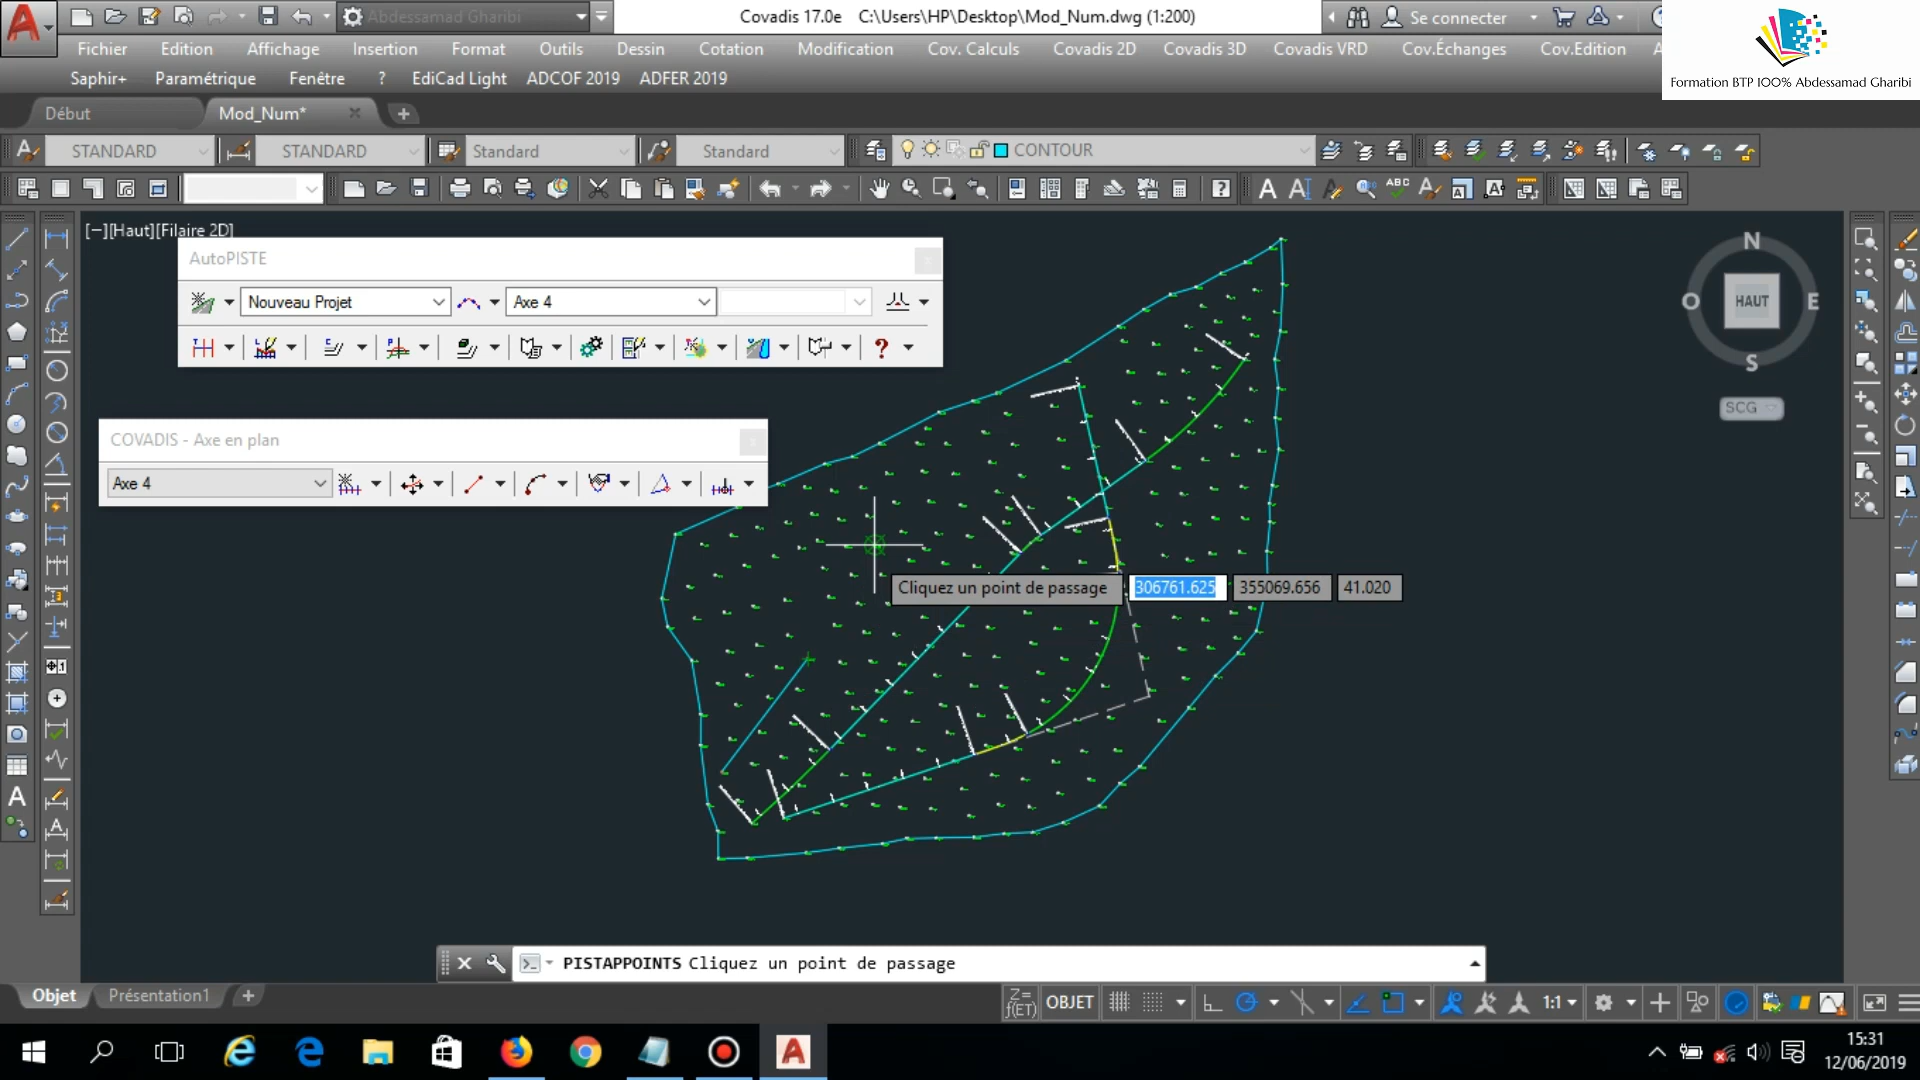 Abdessamad Gharibi
Covadis 17.0e C:\Users\HP\Desktop\Mod_Num.dwg (1:200)
Se connecter
Formation BTP 100% Abdessamad Gharibi
Fichier Edition Affichage Insertion Format Outils Dessin Cotation Modification Cov. Calculs Covadis 2D Covadis 3D Covadis VRD Cov.Échanges Cov.Edition
Saphir+ Paramétrique Fenêtre ? EdiCad Light ADCOF 2019 ADFER 2019
Début Mod_Num*
STANDARD STANDARD Standard Standard CONTOUR
[−][Haut][Filaire 2D]
AutoPISTE
Nouveau Projet Axe 4
COVADIS - Axe en plan
Axe 4
N
O HAUT E
S
SCG
Cliquez un point de passage 306761.625 355069.656 41.020
PISTAPPOINTS Cliquez un point de passage
Objet Présentation1
OBJET 1:1
15:31
12/06/2019